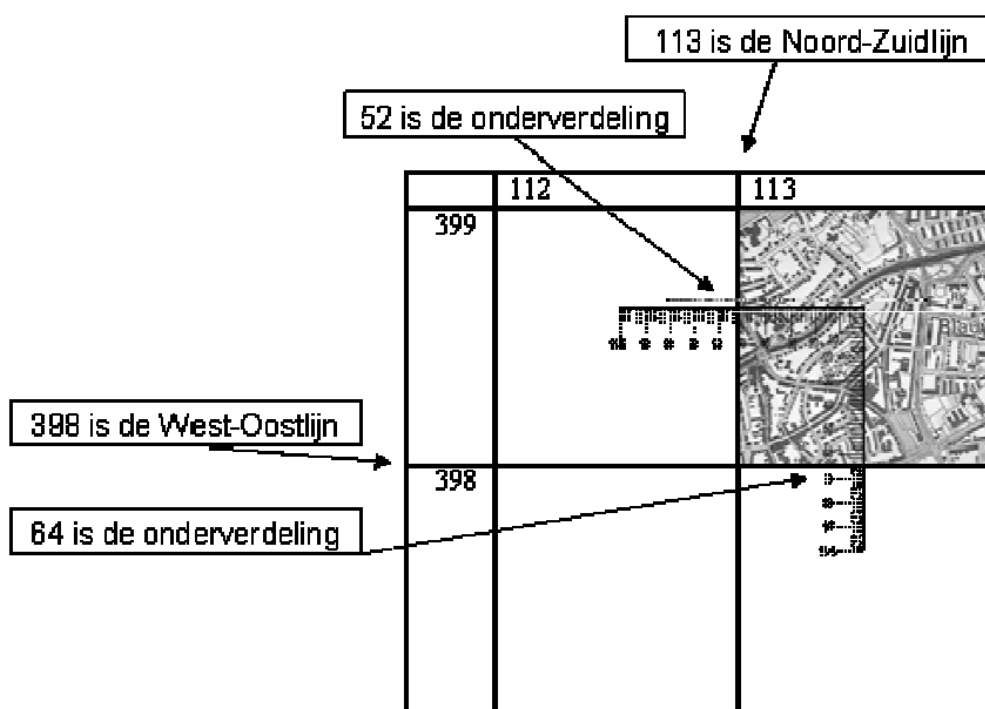 113 is de Noord-Zuidlijn
52 is de onderverdeling
112
113
399
398 is de West-Oostlijn
398
64 is de onderverdeling